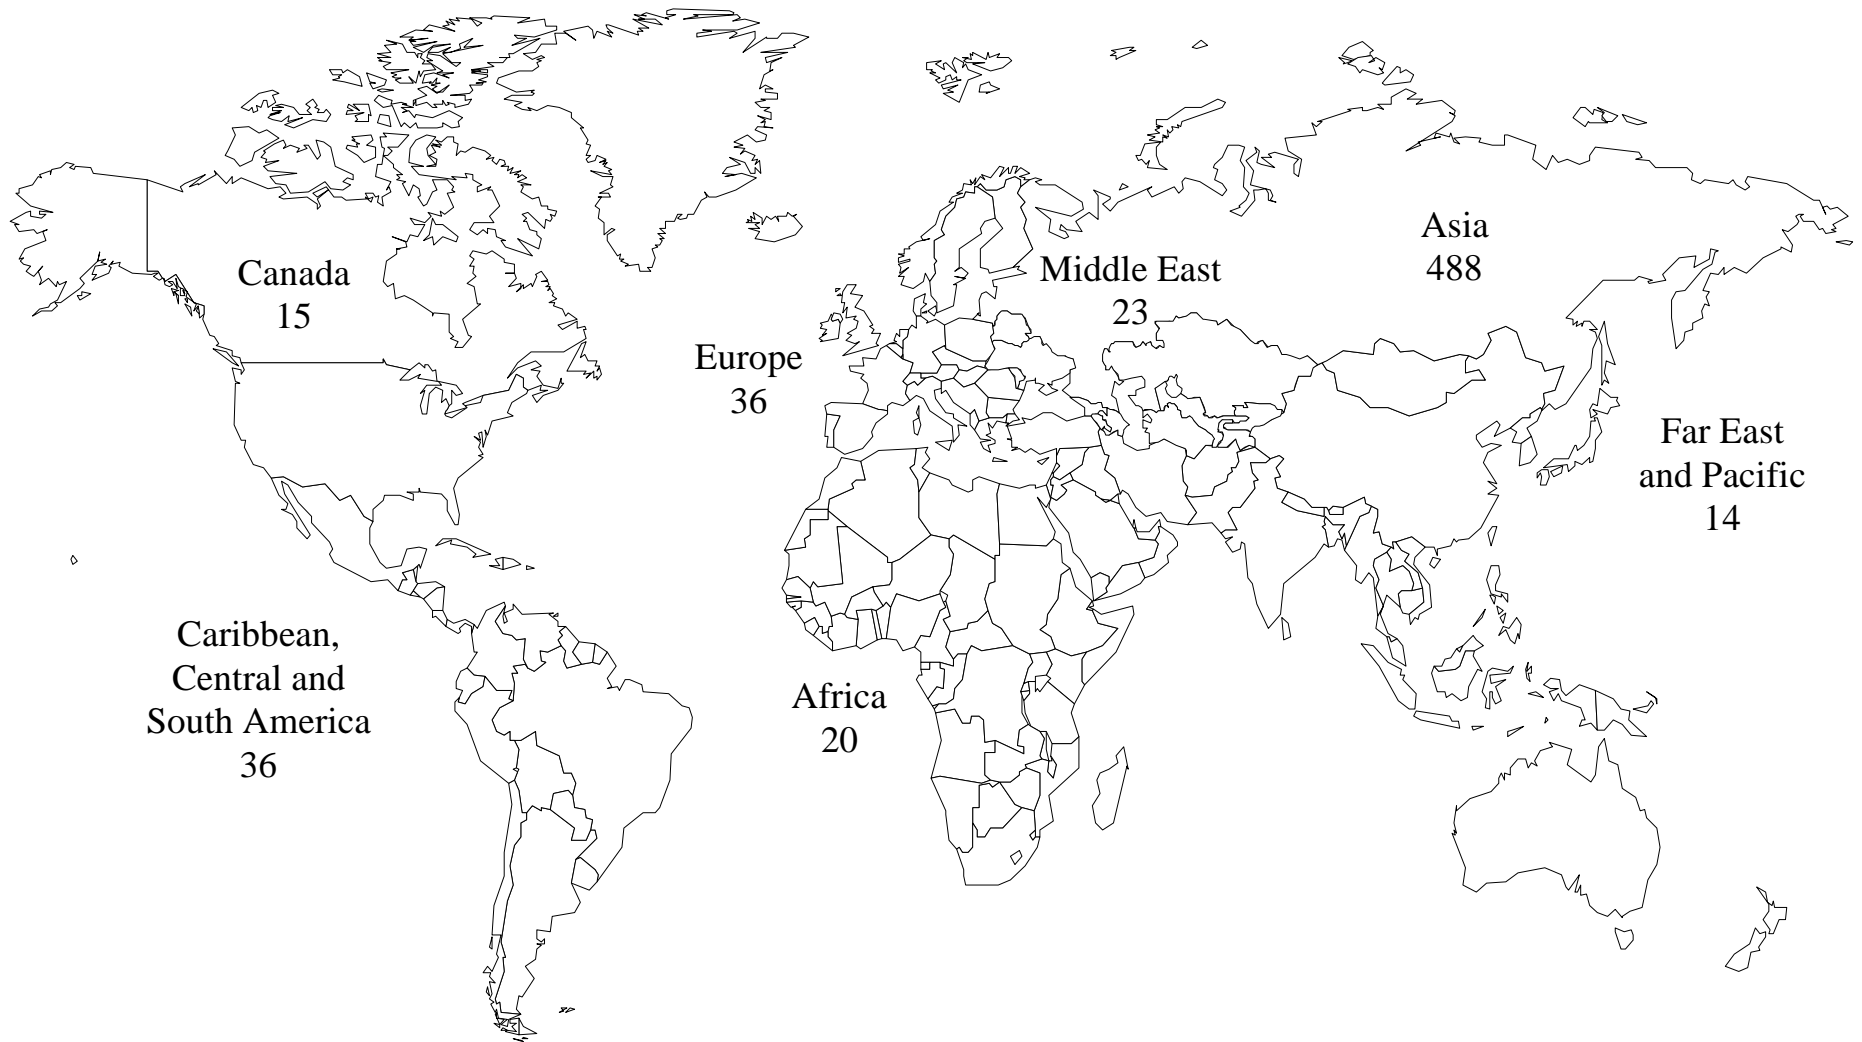 Asia
488
Canada
15
Middle East
23
Europe
36
Far East
and Pacific
14
Caribbean,
Central and
South America
36
Africa
20